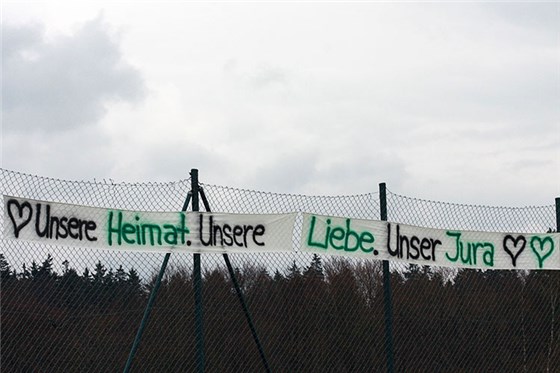 ♡ Unsere Heimat. Unsere Liebe. Unser Jura ♡ ♡